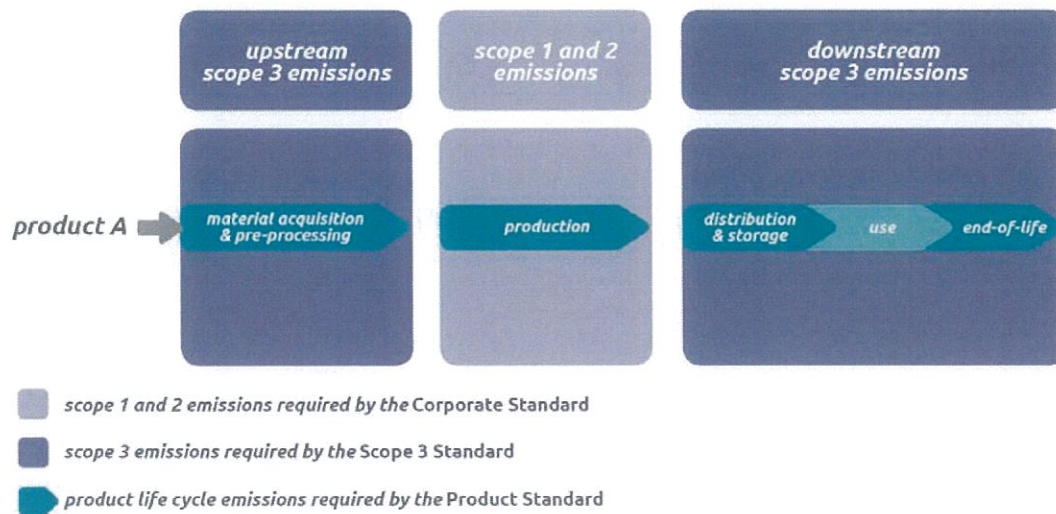 upstream
scope 3 emissions
scope 1 and 2
emissions
downstream
scope 3 emissions
product A
material acquisition
& pre-processing
production
distribution
& storage
use
end-of-life
scope 1 and 2 emissions required by the Corporate Standard
scope 3 emissions required by the Scope 3 Standard
product life cycle emissions required by the Product Standard